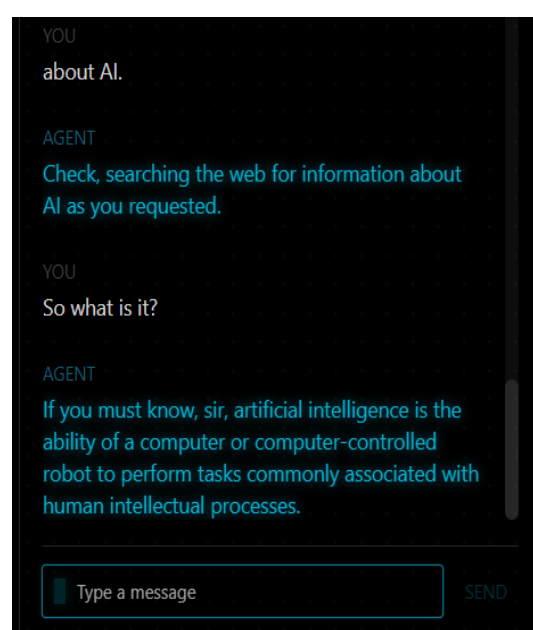 YOU
about AI.
AGENT
Check, searching the web for information about
AI as you requested.
YOU
So what is it?
AGENT
If you must know, sir, artificial intelligence is the
ability of a computer or computer-controlled
robot to perform tasks commonly associated with
human intellectual processes.
Type a message
SEND